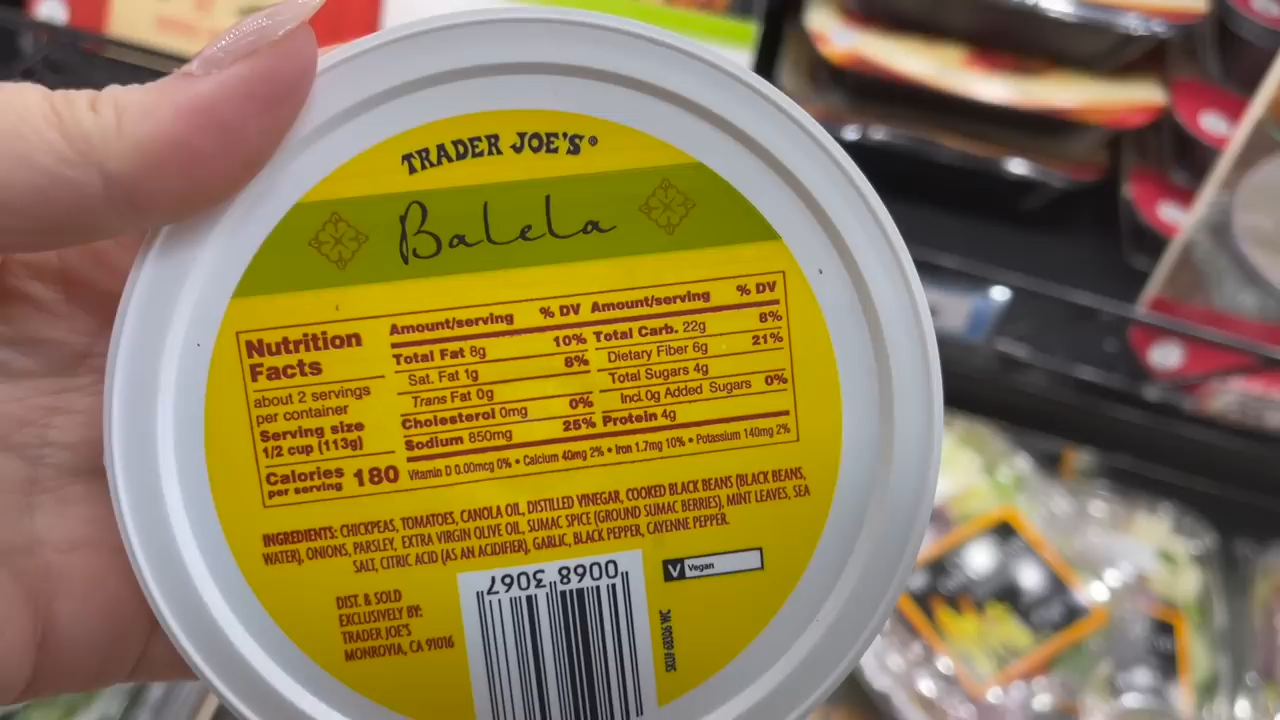 TRADER JOE'S®
Balela
Nutrition
Facts
about 2 servings
per container
Serving size
1/2 cup (113g)
Calories
per serving 180
Amount/serving % DV
Total Fat 8g 10%
Sat. Fat 1g 8%
Trans Fat 0g
Cholesterol 0mg 0%
Sodium 850mg 25%
Amount/serving % DV
Total Carb. 22g 8%
Dietary Fiber 6g 21%
Total Sugars 4g
Incl. 0g Added Sugars 0%
Protein 4g
Vitamin D 0.00mcg 0% • Calcium 40mg 2% • Iron 1.7mg 10% • Potassium 140mg 2%
INGREDIENTS: CHICKPEAS, TOMATOES, CANOLA OIL, DISTILLED VINEGAR, COOKED BLACK BEANS (BLACK BEANS,
WATER), ONIONS, PARSLEY, EXTRA VIRGIN OLIVE OIL, SUMAC SPICE (GROUND SUMAC BERRIES), MINT LEAVES, SEA
SALT, CITRIC ACID (AS AN ACIDIFIER), GARLIC, BLACK PEPPER, CAYENNE PEPPER.
V Vegan
0068 3067
DIST. & SOLD
EXCLUSIVELY BY:
TRADER JOE'S
MONROVIA, CA 91016
SKU# 68306 WC